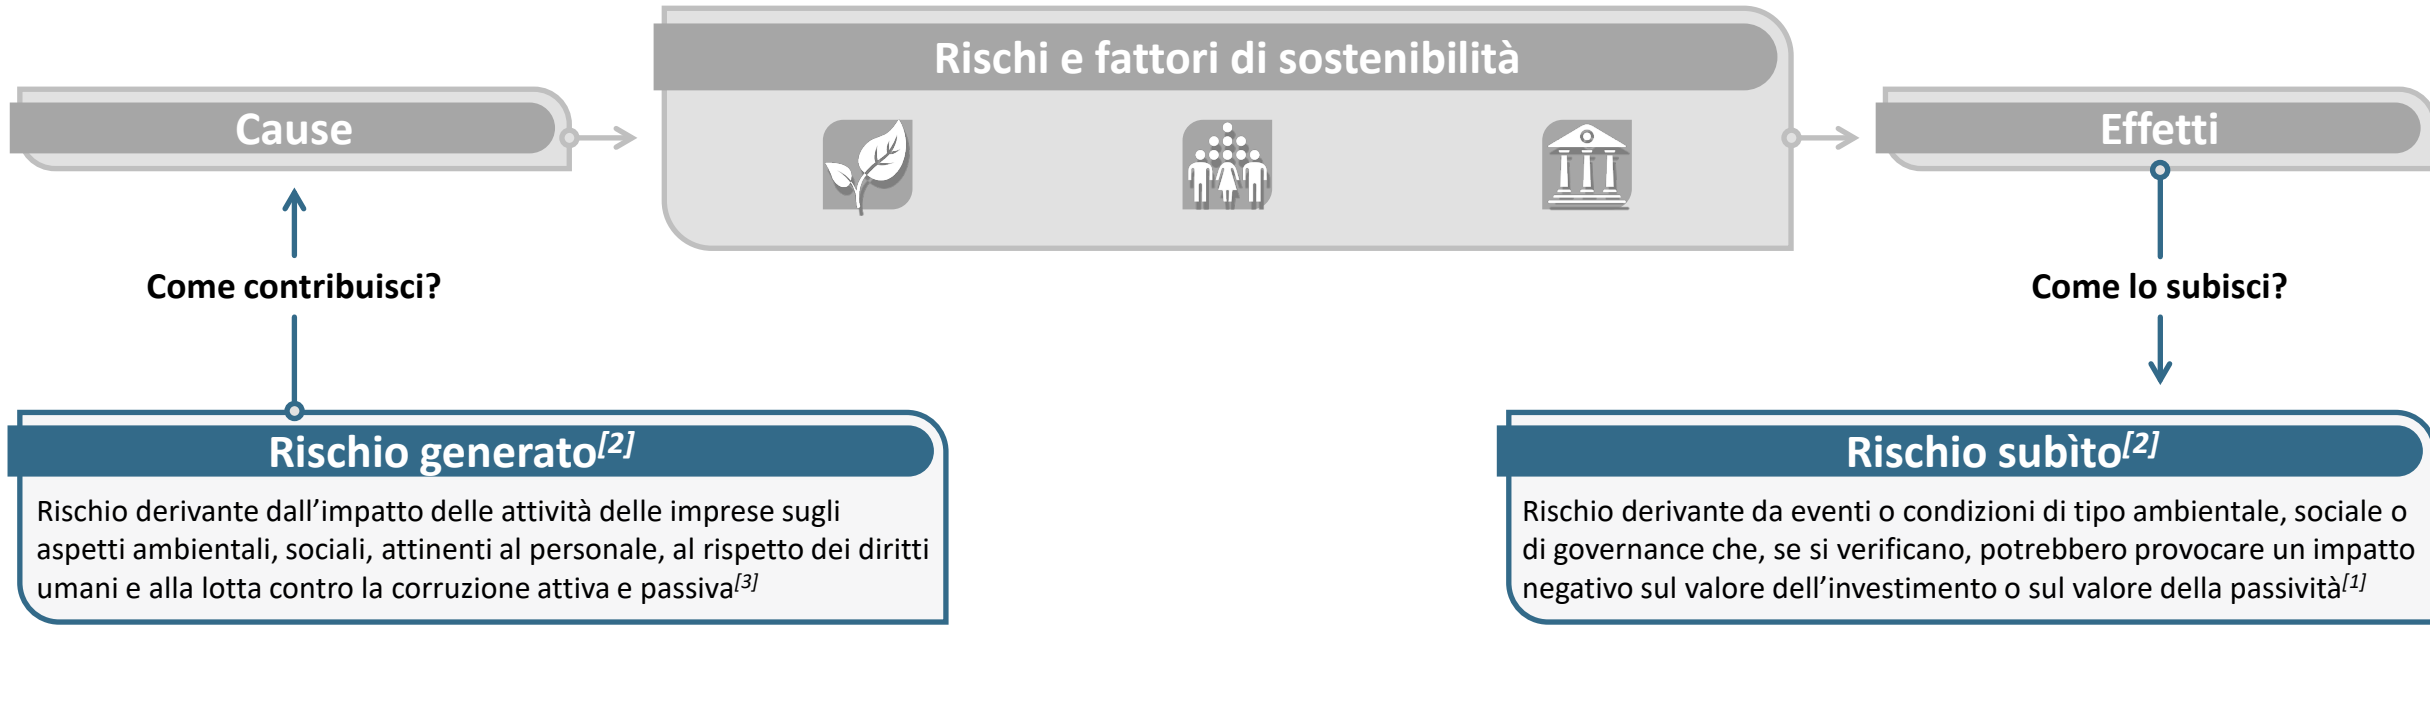 Rischi e fattori di sostenibilità
Cause
Effetti
Come contribuisci?
Come lo subisci?
Rischio generato[2]
Rischio derivante dall’impatto delle attività delle imprese sugli
aspetti ambientali, sociali, attinenti al personale, al rispetto dei diritti
umani e alla lotta contro la corruzione attiva e passiva[3]
Rischio subìto[2]
Rischio derivante da eventi o condizioni di tipo ambientale, sociale o
di governance che, se si verificano, potrebbero provocare un impatto
negativo sul valore dell’investimento o sul valore della passività[1]